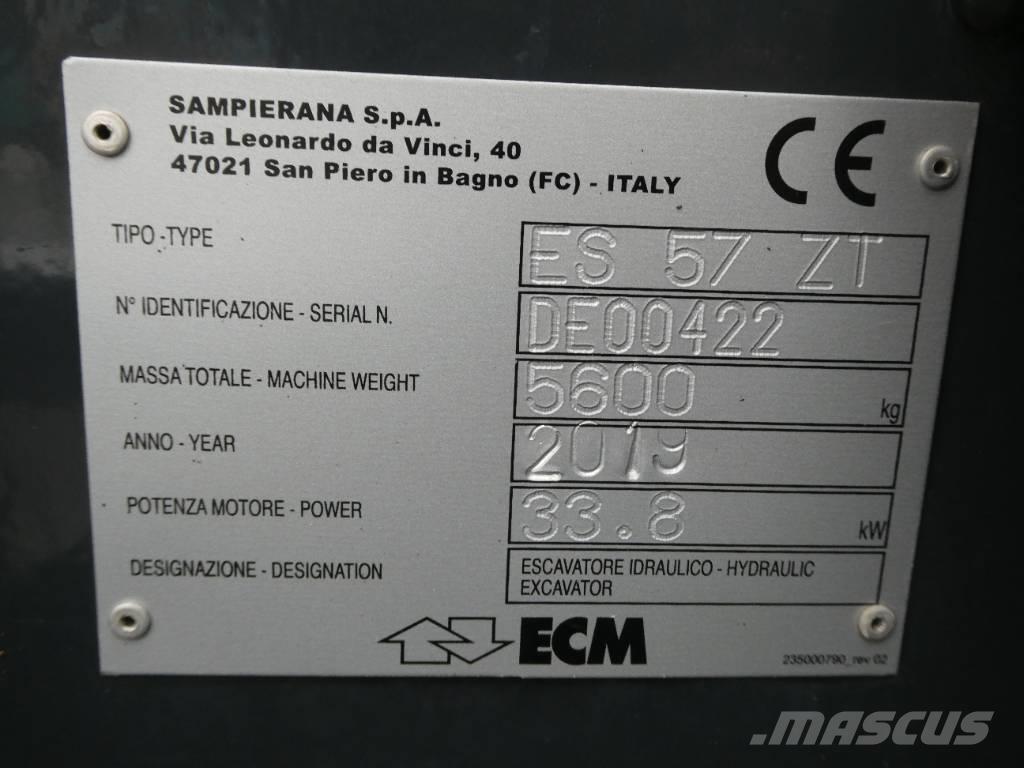 SAMPIERANA S.p.A.
Via Leonardo da Vinci, 40
47021 San Piero in Bagno (FC) - ITALY
CE
TIPO -TYPE ES 57 ZT
N° IDENTIFICAZIONE - SERIAL N. DE00422
MASSA TOTALE - MACHINE WEIGHT 5600 kg
ANNO - YEAR 2019
POTENZA MOTORE - POWER 33.8 kW
DESIGNAZIONE - DESIGNATION ESCAVATORE IDRAULICO - HYDRAULIC
EXCAVATOR
ECM
235000790_rev 02
MASCUS